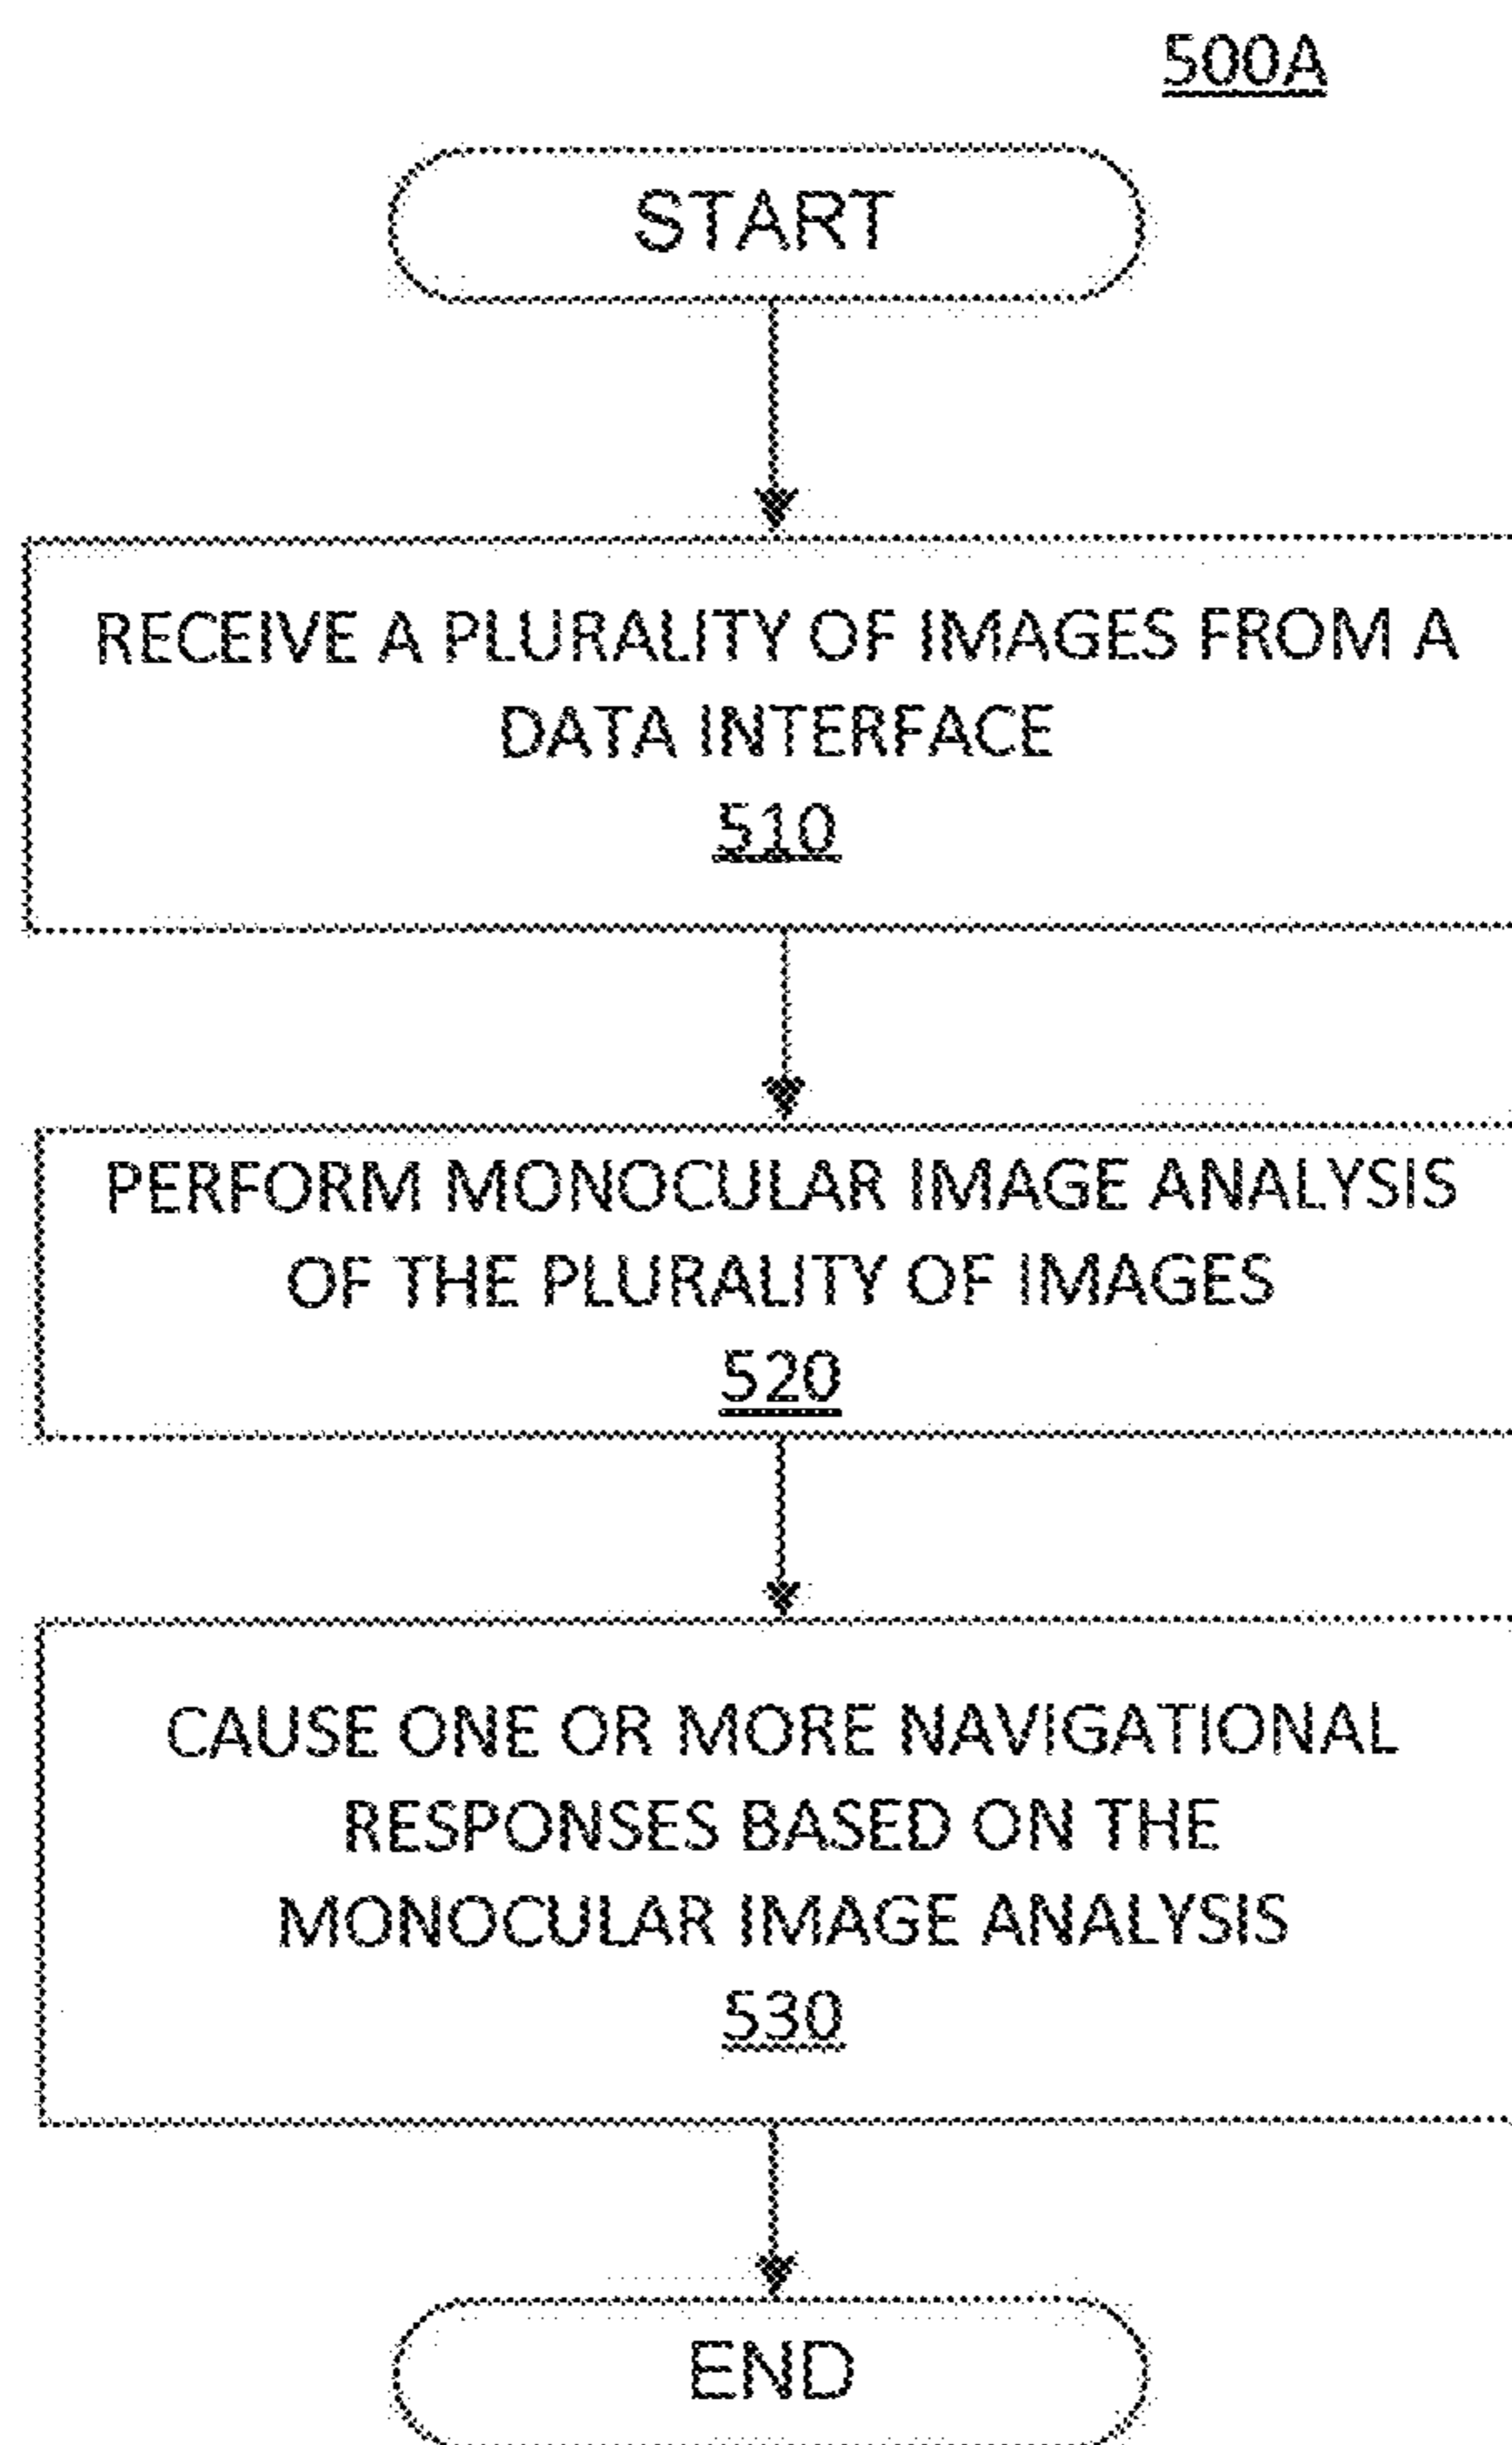 500A
START
RECEIVE A PLURALITY OF IMAGES FROM A
DATA INTERFACE
510
PERFORM MONOCULAR IMAGE ANALYSIS
OF THE PLURALITY OF IMAGES
520
CAUSE ONE OR MORE NAVIGATIONAL
RESPONSES BASED ON THE
MONOCULAR IMAGE ANALYSIS
530
END